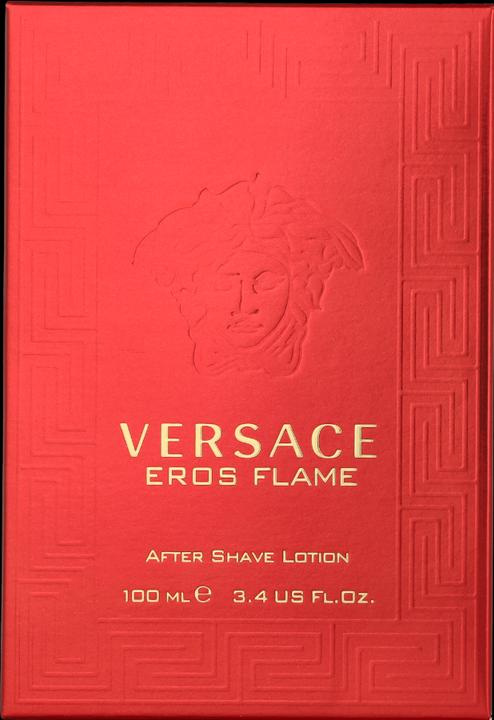 VERSACE
EROS FLAME
AFTER SHAVE LOTION
100 ML ℮ 3.4 US FL.OZ.